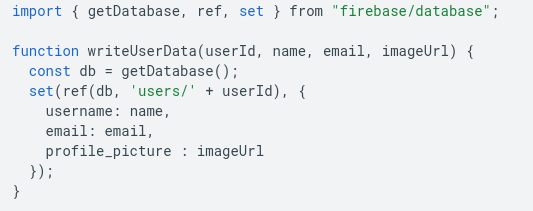 import { getDatabase, ref, set } from "firebase/database";
function writeUserData(userId, name, email, imageUrl) {
  const db = getDatabase();
  set(ref(db, 'users/' + userId), {
    username: name,
    email: email,
    profile_picture : imageUrl
  });
}